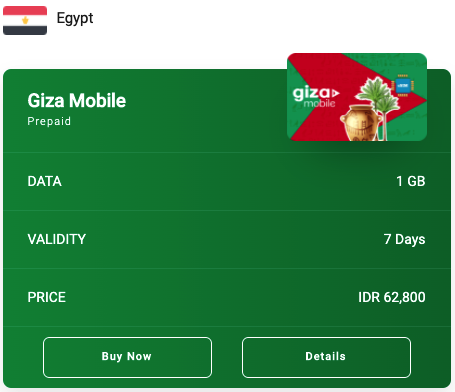 Egypt
Giza Mobile
Prepaid
giza
mobile
DATA
1 GB
VALIDITY
7 Days
PRICE
IDR 62,800
Buy Now
Details